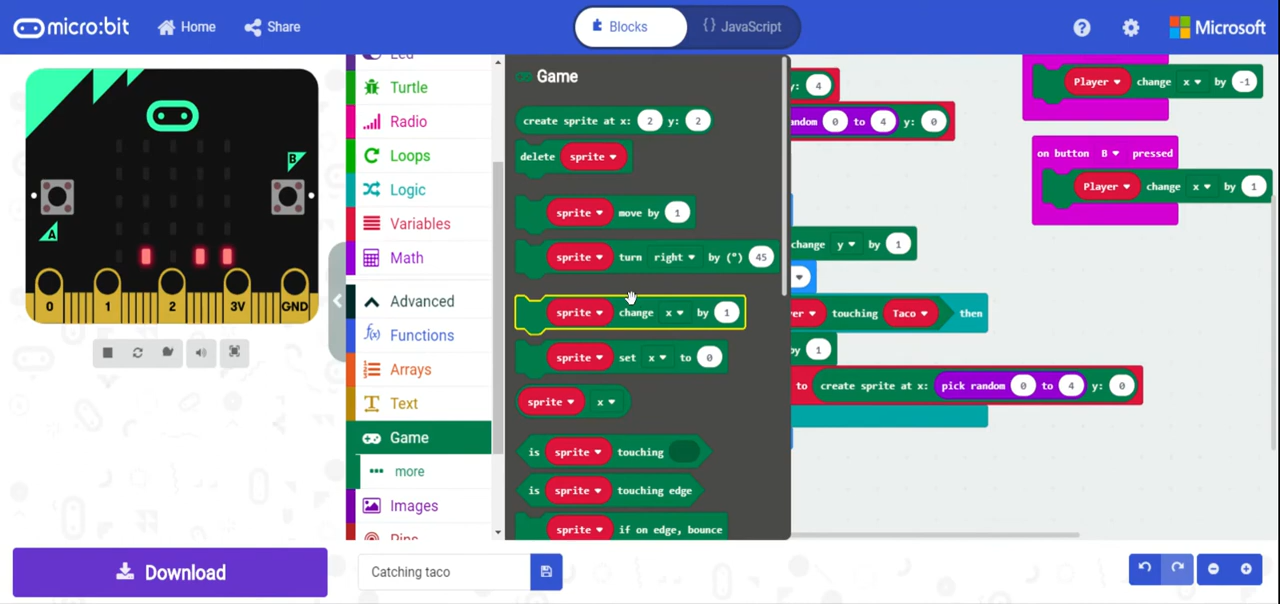 micro:bit Home Share Blocks {} JavaScript ? Microsoft
B
A
0 1 2 3V GND
Download
Led
Turtle
Radio
Loops
Logic
Variables
Math
Advanced
Functions
Arrays
Text
Game
more
Images
Pins
Game
create sprite at x: 2 y: 2
delete sprite
sprite move by 1
sprite turn right by (°) 45
sprite change x by 1
sprite set x to 0
sprite x
is sprite touching
is sprite touching edge
sprite if on edge, bounce
y: 4
random 0 to 4 y: 0
change y by 1
touching Taco then
by 1
to create sprite at x: pick random 0 to 4 y: 0
Player change x by -1
on button B pressed
Player change x by 1
Catching taco